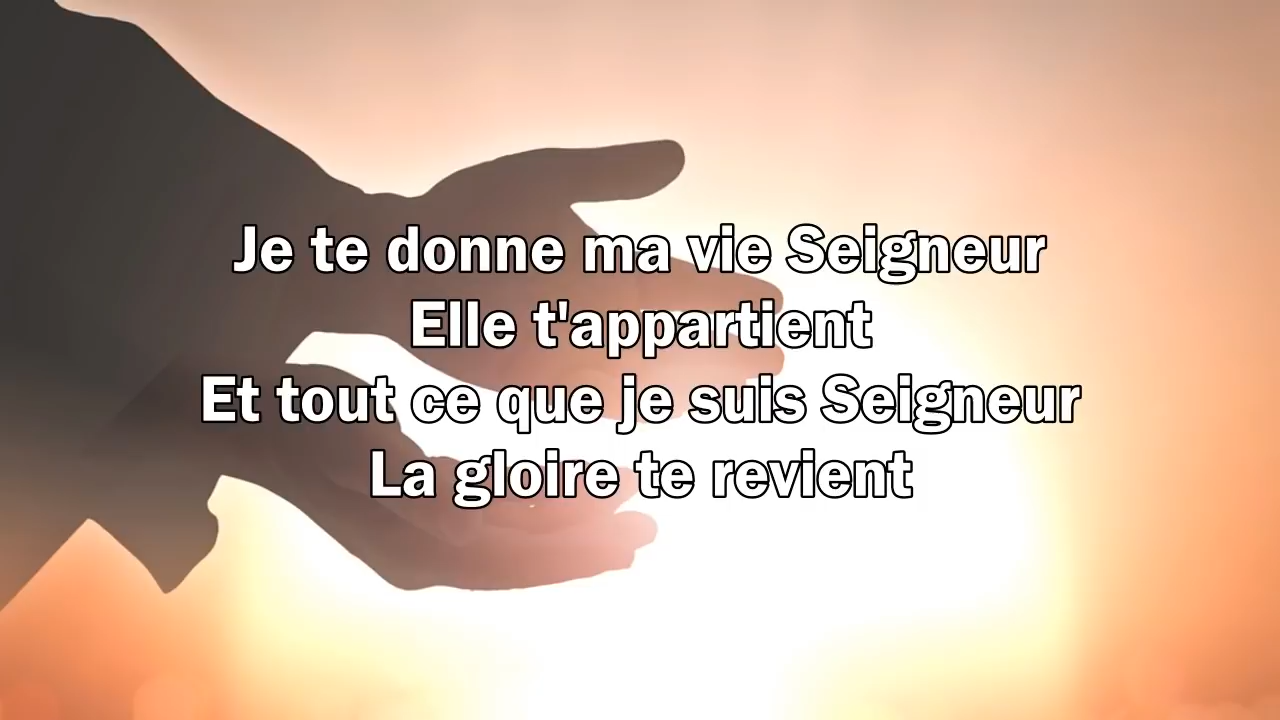 Je te donne ma vie Seigneur
Elle t'appartient
Et tout ce que je suis Seigneur
La gloire te revient